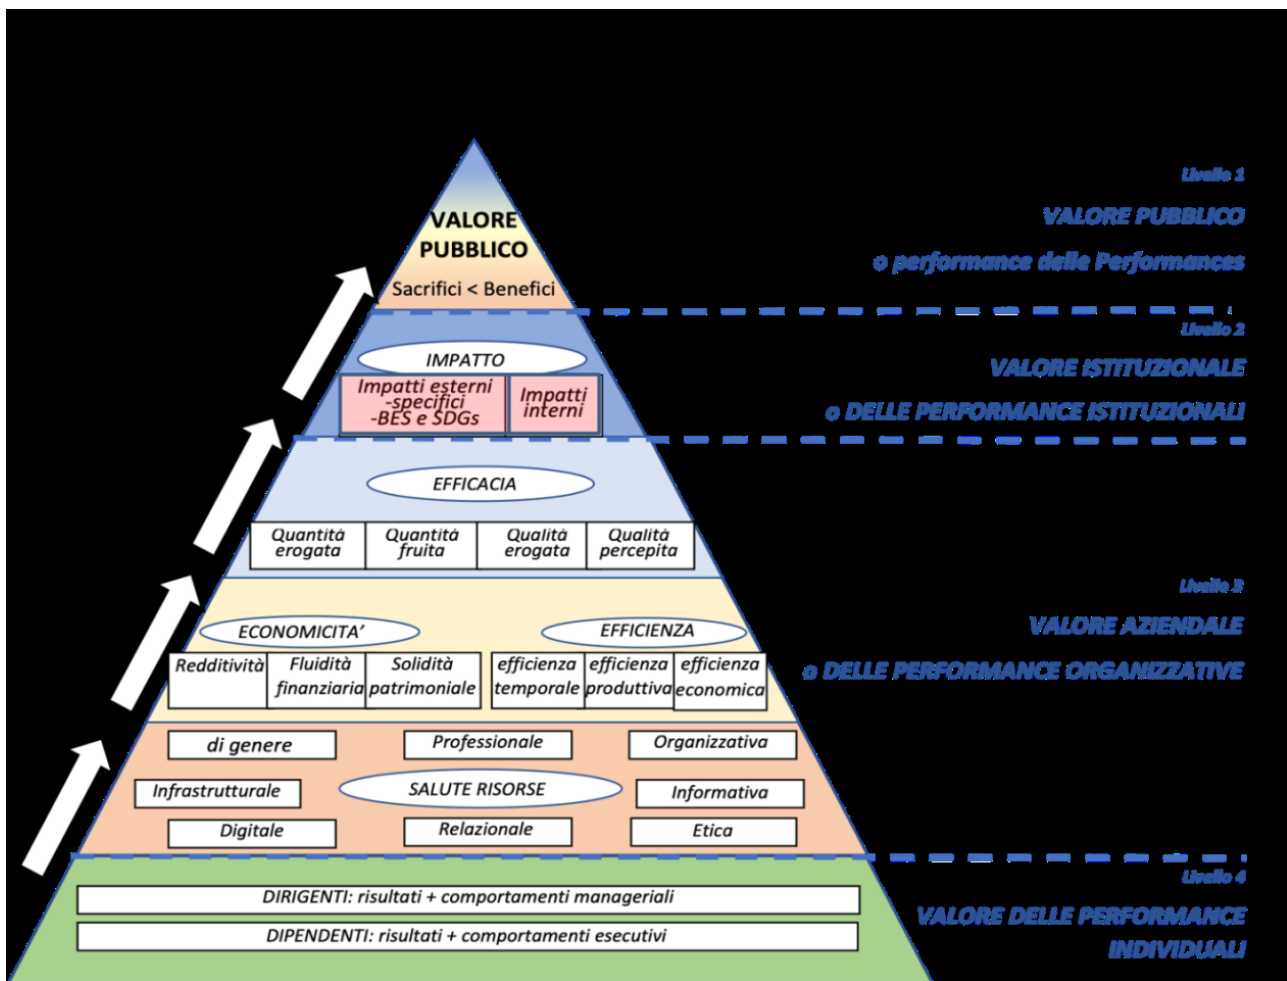 Livello 1
VALORE PUBBLICO
o performance delle Performances
VALORE
PUBBLICO
Sacrifici < Benefici
Livello 2
VALORE ISTITUZIONALE
o DELLE PERFORMANCE ISTITUZIONALI
IMPATTO
Impatti esterni
-specifici
-BES e SDGs
Impatti
interni
EFFICACIA
Quantità
erogata
Quantità
fruita
Qualità
erogata
Qualità
percepita
Livello 3
VALORE AZIENDALE
o DELLE PERFORMANCE ORGANIZZATIVE
ECONOMICITA’
EFFICIENZA
Redditività
Fluidità
finanziaria
Solidità
patrimoniale
efficienza
temporale
efficienza
produttiva
efficienza
economica
di genere
Professionale
Organizzativa
Infrastrutturale
SALUTE RISORSE
Informativa
Digitale
Relazionale
Etica
Livello 4
VALORE DELLE PERFORMANCE
INDIVIDUALI
DIRIGENTI: risultati + comportamenti manageriali
DIPENDENTI: risultati + comportamenti esecutivi